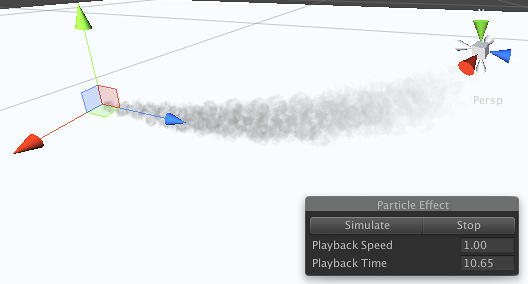 Persp
Particle Effect
Simulate Stop
Playback Speed 1.00
Playback Time 10.65